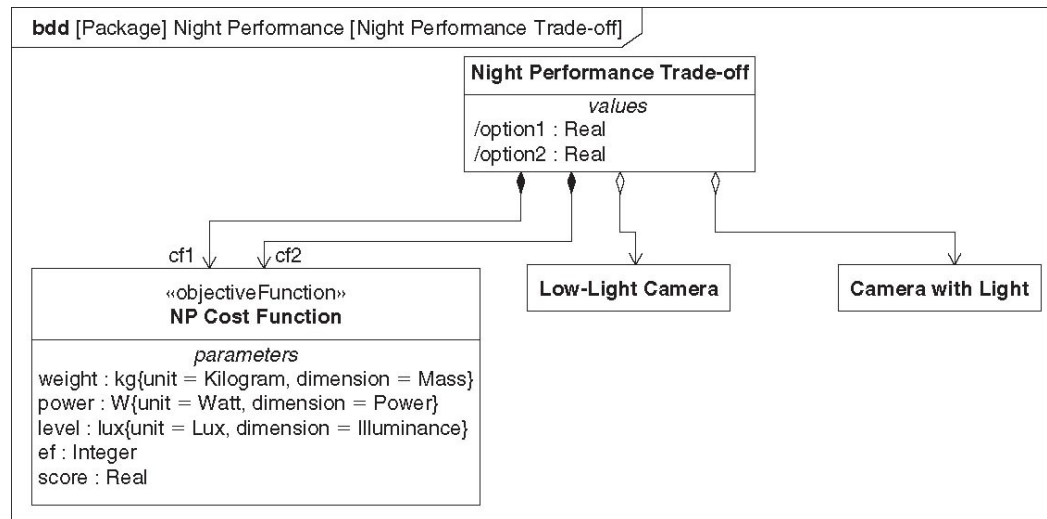 bdd [Package] Night Performance [Night Performance Trade-off]
Night Performance Trade-off
values
/option1 : Real
/option2 : Real
cf1
cf2
«objectiveFunction»
NP Cost Function
parameters
weight : kg{unit = Kilogram, dimension = Mass}
power : W{unit = Watt, dimension = Power}
level : lux{unit = Lux, dimension = Illuminance}
ef : Integer
score : Real
Low-Light Camera
Camera with Light